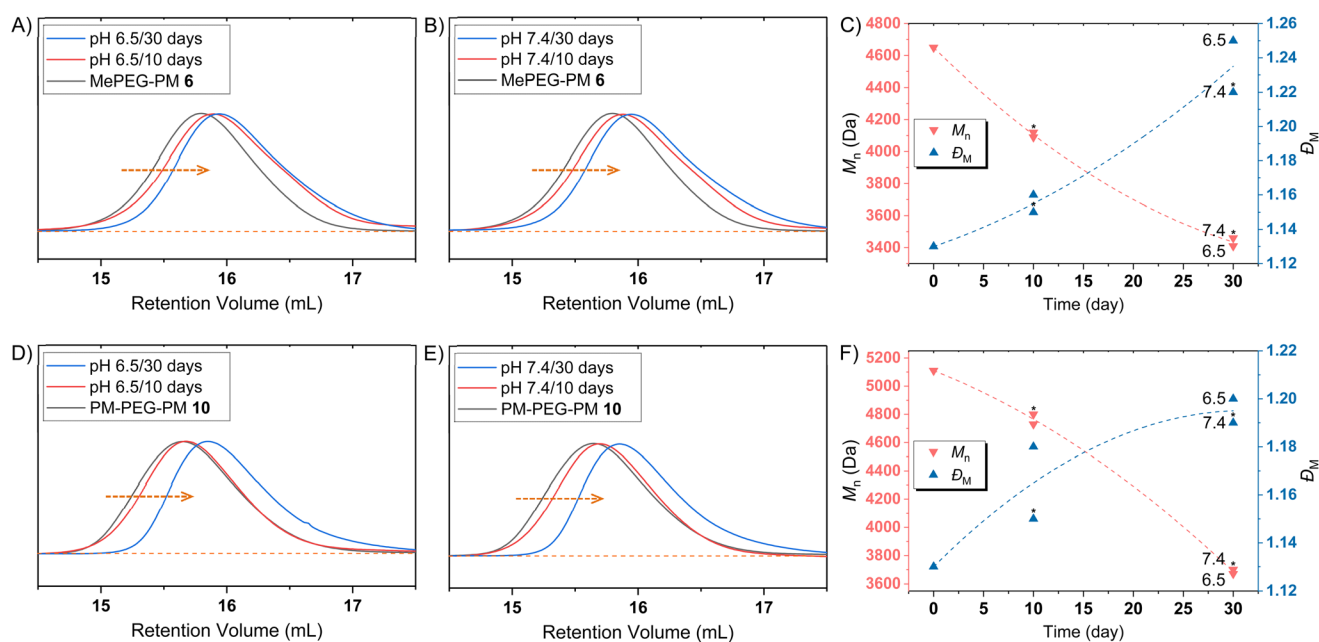 A)
pH 6.5/30 days
pH 6.5/10 days
MePEG-PM 6
15 16 17
Retention Volume (mL)
B)
pH 7.4/30 days
pH 7.4/10 days
MePEG-PM 6
15 16 17
Retention Volume (mL)
C)
4800
4600
4400
4200
4000
3800
3600
3400
Mn (Da)
Mn
ĐM
*
*
6.5
*
7.4
7.4 *
6.5
1.26
1.24
1.22
1.20
1.18
1.16
1.14
1.12
ĐM
0 5 10 15 20 25 30
Time (day)
D)
pH 6.5/30 days
pH 6.5/10 days
PM-PEG-PM 10
15 16 17
Retention Volume (mL)
E)
pH 7.4/30 days
pH 7.4/10 days
PM-PEG-PM 10
15 16 17
Retention Volume (mL)
F)
5200
5000
4800
4600
4400
4200
4000
3800
3600
Mn (Da)
Mn
ĐM
*
*
6.5
*
7.4
7.4 *
6.5
1.22
1.20
1.18
1.16
1.14
1.12
ĐM
0 5 10 15 20 25 30
Time (day)